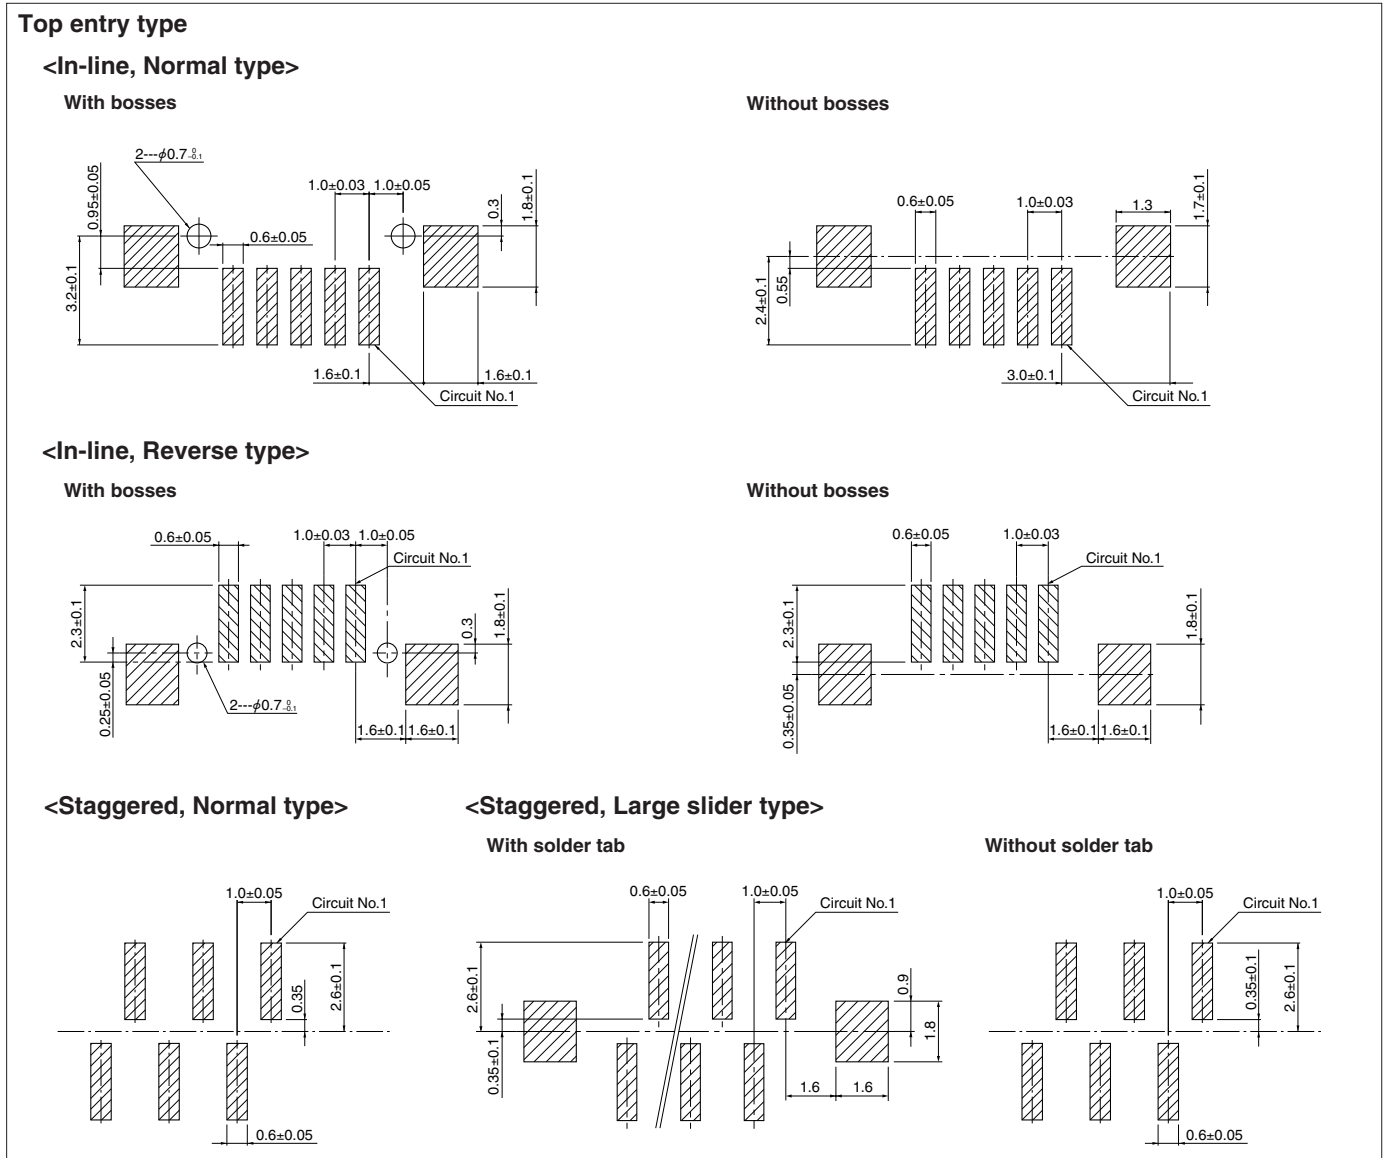 Top entry type
<In-line, Normal type>
With bosses
Without bosses
2---φ0.7 0 -0.1
0.95±0.05
3.2±0.1
0.6±0.05
1.0±0.03
1.0±0.05
0.3
1.8±0.1
1.6±0.1
1.6±0.1
Circuit No.1
0.6±0.05
1.0±0.03
1.3
1.7±0.1
2.4±0.1
0.55
3.0±0.1
Circuit No.1
<In-line, Reverse type>
With bosses
Without bosses
0.6±0.05
1.0±0.03
1.0±0.05
Circuit No.1
2.3±0.1
0.25±0.05
2---φ0.7 0 -0.1
0.3
1.8±0.1
1.6±0.1
1.6±0.1
0.6±0.05
1.0±0.03
Circuit No.1
2.3±0.1
0.35±0.05
1.8±0.1
1.6±0.1
1.6±0.1
<Staggered, Normal type>
<Staggered, Large slider type>
With solder tab
Without solder tab
1.0±0.05
Circuit No.1
0.35
2.6±0.1
0.6±0.05
0.6±0.05
1.0±0.05
Circuit No.1
2.6±0.1
0.35±0.1
0.9
1.8
1.6
1.6
1.0±0.05
Circuit No.1
0.35±0.1
2.6±0.1
0.6±0.05